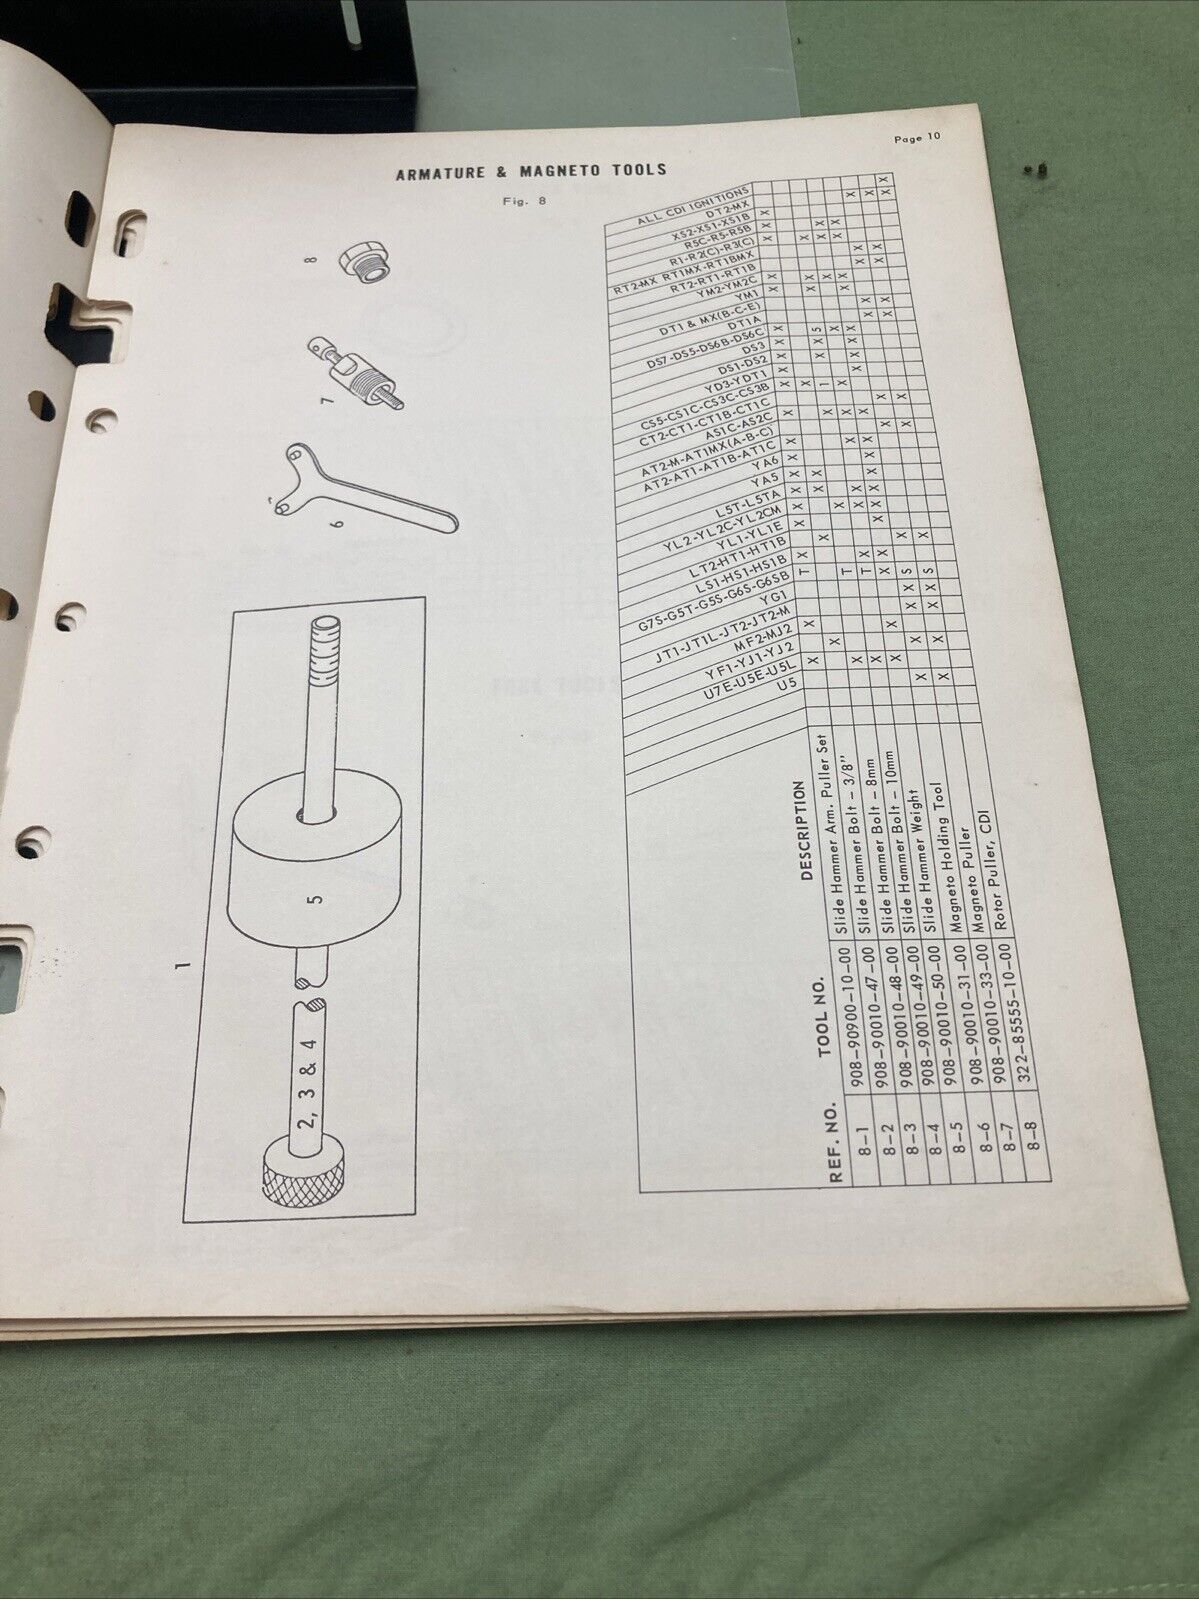 Page 10
ARMATURE & MAGNETO TOOLS
Fig. 8
8
7
6
1
5
2, 3 & 4
ALL CDI IGNITIONS
DT2-MX
XS2-XS1-XS1B
R5C-R5-R5B
R1-R2(C)-R3(C)
RT2-MX RT1MX-RT1BMX
RT2-RT1-RT1B
YM2-YM2C
YM1
DT1 & MX(B-C-E)
DT1A
DS7-DS5-DS6B-DS6C
DS3
DS1-DS2
YD3-YDT1
CS5-CS1C-CS3C-CS3B
CT2-CT1-CT1B-CT1C
AS1C-AS2C
AT2-M-AT1MX(A-B-C)
AT2-AT1-AT1B-AT1C
YA6
YA5
L5T-L5TA
YL2-YL2C-YL2CM
YL1-YL1E
LT2-HT1-HT1B
LS1-HS1-HS1B
G7S-G5T-G5S-G6S-G6SB
YG1
JT1-JT1L-JT2-JT2-M
MF2-MJ2
YF1-YJ1-YJ2
U7E-U5E-U5L
U5
REF. NO. TOOL NO. DESCRIPTION
8-1 908-90900-10-00 Slide Hammer Arm. Puller Set
8-2 908-90010-47-00 Slide Hammer Bolt - 3/8"
8-3 908-90010-48-00 Slide Hammer Bolt - 8mm
8-4 908-90010-49-00 Slide Hammer Bolt - 10mm
8-5 908-90010-50-00 Slide Hammer Weight
8-6 908-90010-31-00 Magneto Holding Tool
8-7 908-90010-33-00 Magneto Puller
8-8 322-85555-10-00 Rotor Puller, CDI